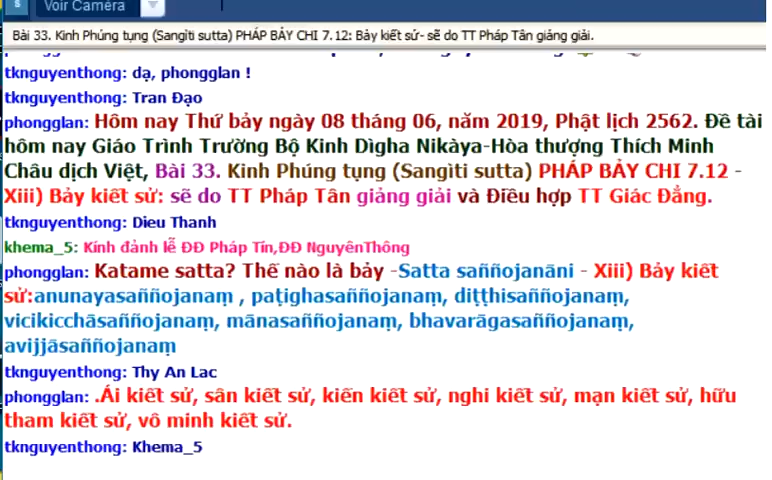 s Voir Caméra
Bài 33. Kinh Phúng tụng (Sangìti sutta) PHÁP BẢY CHI 7.12: Bảy kiết sử- sẽ do TT Pháp Tân giảng giải.
tknguyenthong: dạ, phongglan !
tknguyenthong: Tran Đạo
phongglan: Hôm nay Thứ bảy ngày 08 tháng 06, năm 2019, Phật lịch 2562. Đề tài
hôm nay Giáo Trình Trường Bộ Kinh Dìgha Nikàya-Hòa thượng Thích Minh
Châu dịch Việt, Bài 33. Kinh Phúng tụng (Sangìti sutta) PHÁP BẢY CHI 7.12 -
Xiii) Bảy kiết sử: sẽ do TT Pháp Tân giảng giải và Điều hợp TT Giác Đẳng.
tknguyenthong: Dieu Thanh
khema_5: Kính đảnh lễ ĐĐ Pháp Tín,ĐĐ NguyênThông
phongglan: Katame satta? Thế nào là bảy -Satta saññojanāni - Xiii) Bảy kiết
sử:anunayasaññojanaṃ , paṭighasaññojanaṃ, diṭṭhisaññojanaṃ,
vicikicchāsaññojanaṃ, mānasaññojanaṃ, bhavarāgasaññojanaṃ,
avijjāsaññojanaṃ
tknguyenthong: Thy An Lac
phongglan: .Ái kiết sử, sân kiết sử, kiến kiết sử, nghi kiết sử, mạn kiết sử, hữu
tham kiết sử, vô minh kiết sử.
tknguyenthong: Khema_5